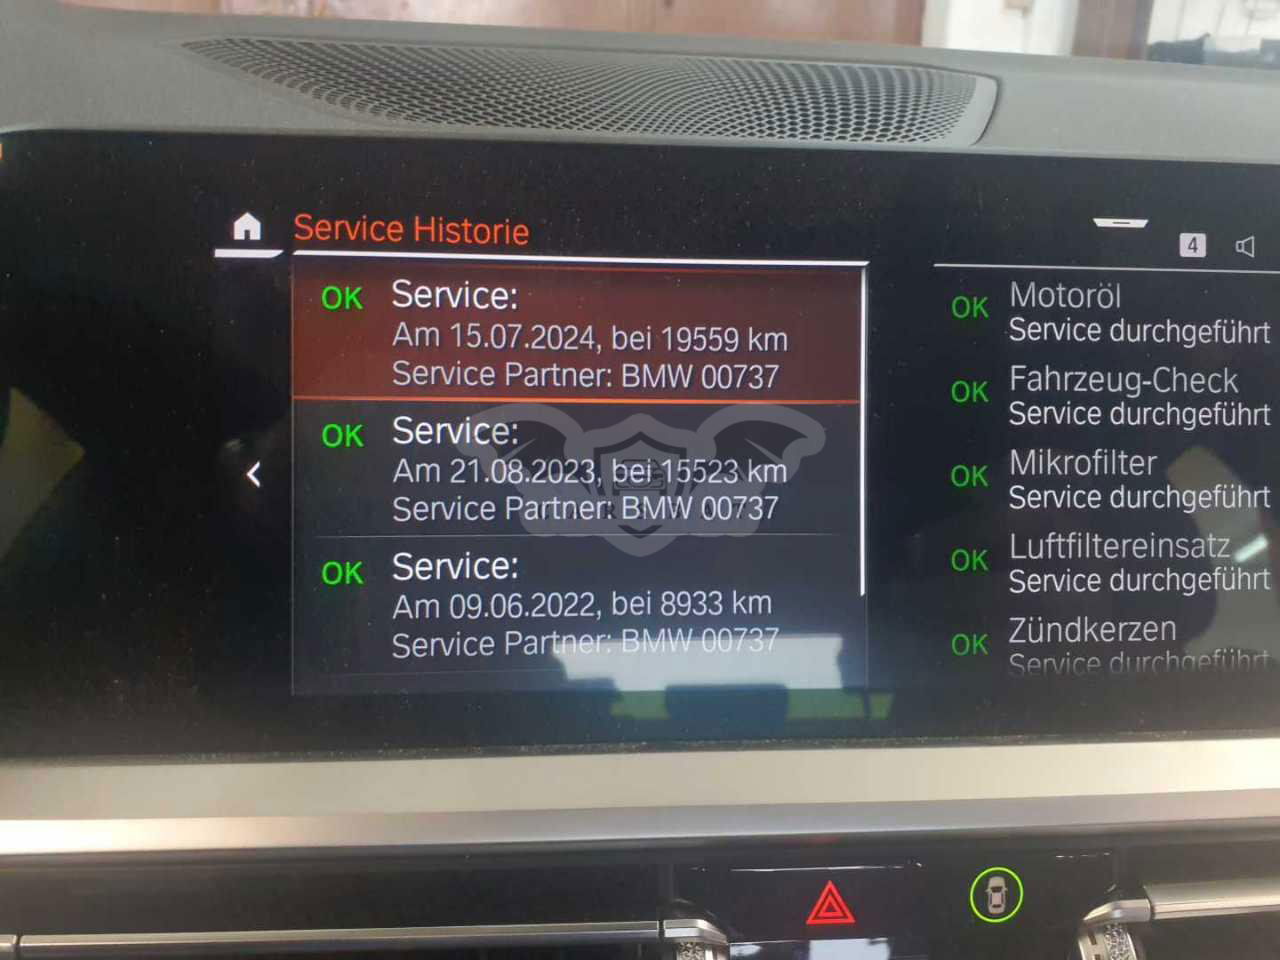 Service Historie
4
OK Service:
Am 15.07.2024, bei 19559 km
Service Partner: BMW 00737
OK Service:
Am 21.08.2023, bei 15523 km
Service Partner: BMW 00737
OK Service:
Am 09.06.2022, bei 8933 km
Service Partner: BMW 00737
OK Motoröl
Service durchgeführt
OK Fahrzeug-Check
Service durchgeführt
OK Mikrofilter
Service durchgeführt
OK Luftfiltereinsatz
Service durchgeführt
OK Zündkerzen
Service durchgeführt